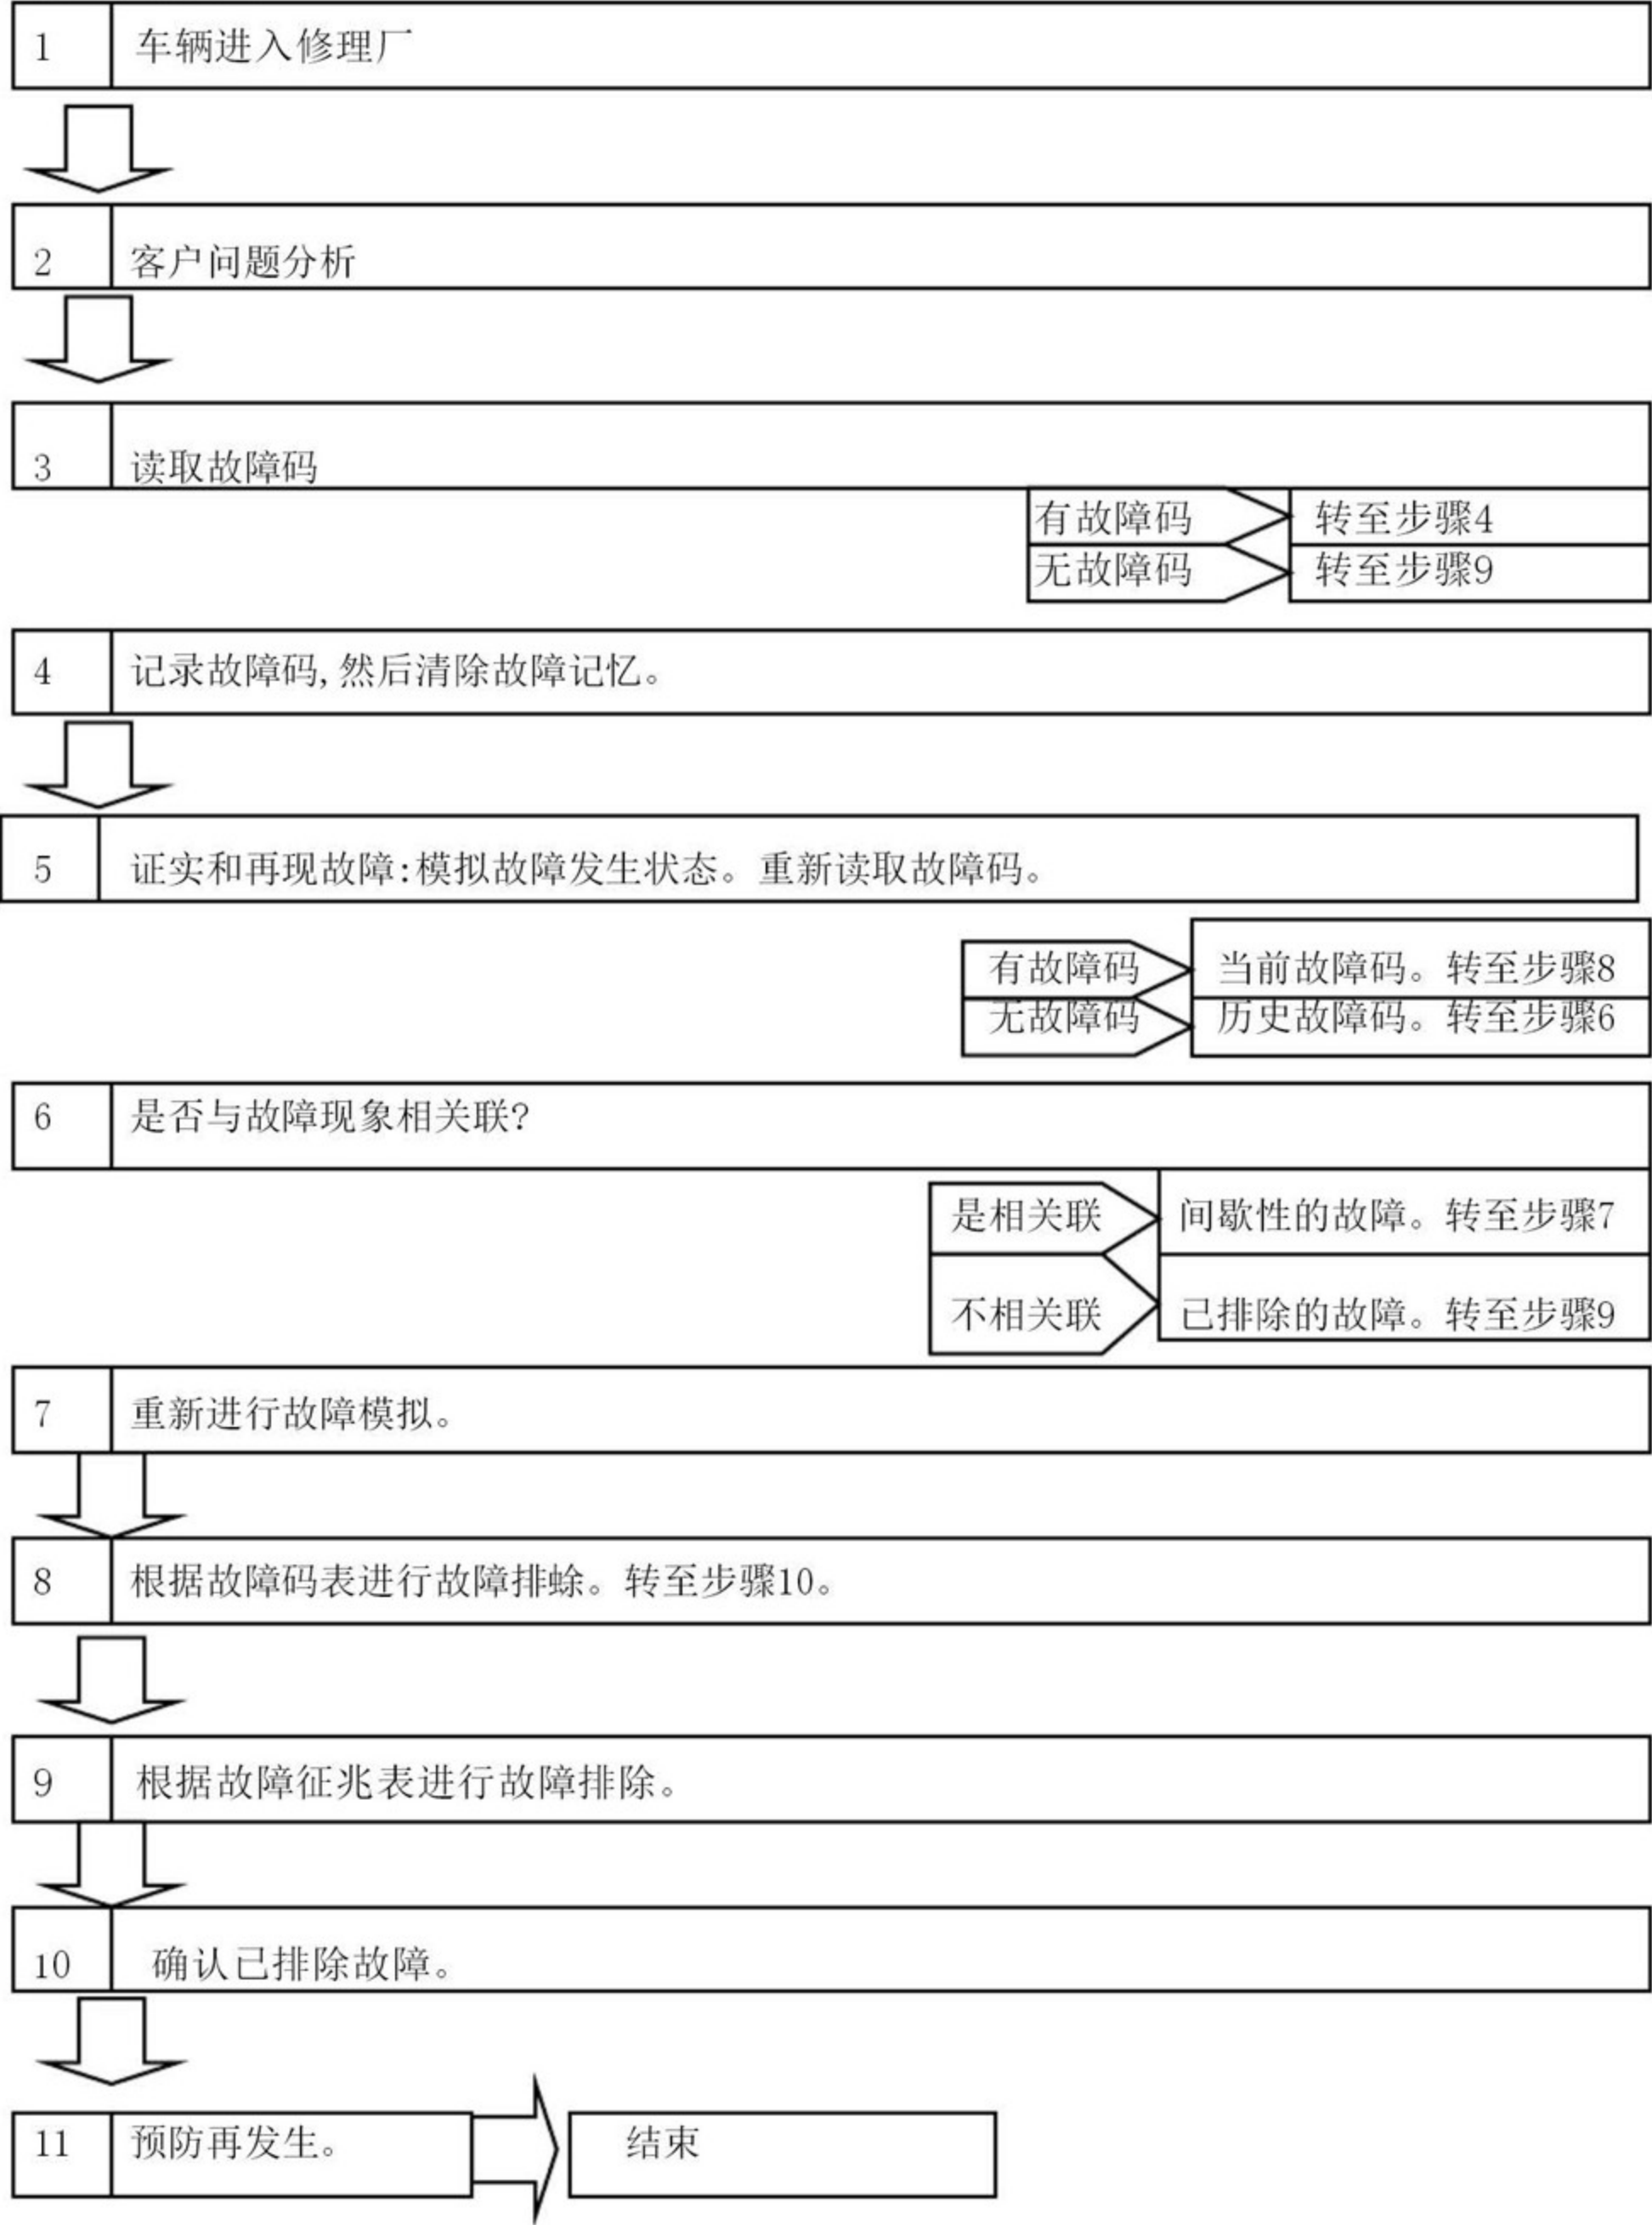 1 车辆进入修理厂
2 客户问题分析
3 读取故障码
有故障码 转至步骤4
无故障码 转至步骤9
4 记录故障码,然后清除故障记忆。
5 证实和再现故障:模拟故障发生状态。重新读取故障码。
有故障码 当前故障码。转至步骤8
无故障码 历史故障码。转至步骤6
6 是否与故障现象相关联?
是相关联 间歇性的故障。转至步骤7
不相关联 已排除的故障。转至步骤9
7 重新进行故障模拟。
8 根据故障码表进行故障排蜍。转至步骤10。
9 根据故障征兆表进行故障排除。
10 确认已排除故障。
11 预防再发生。 结束